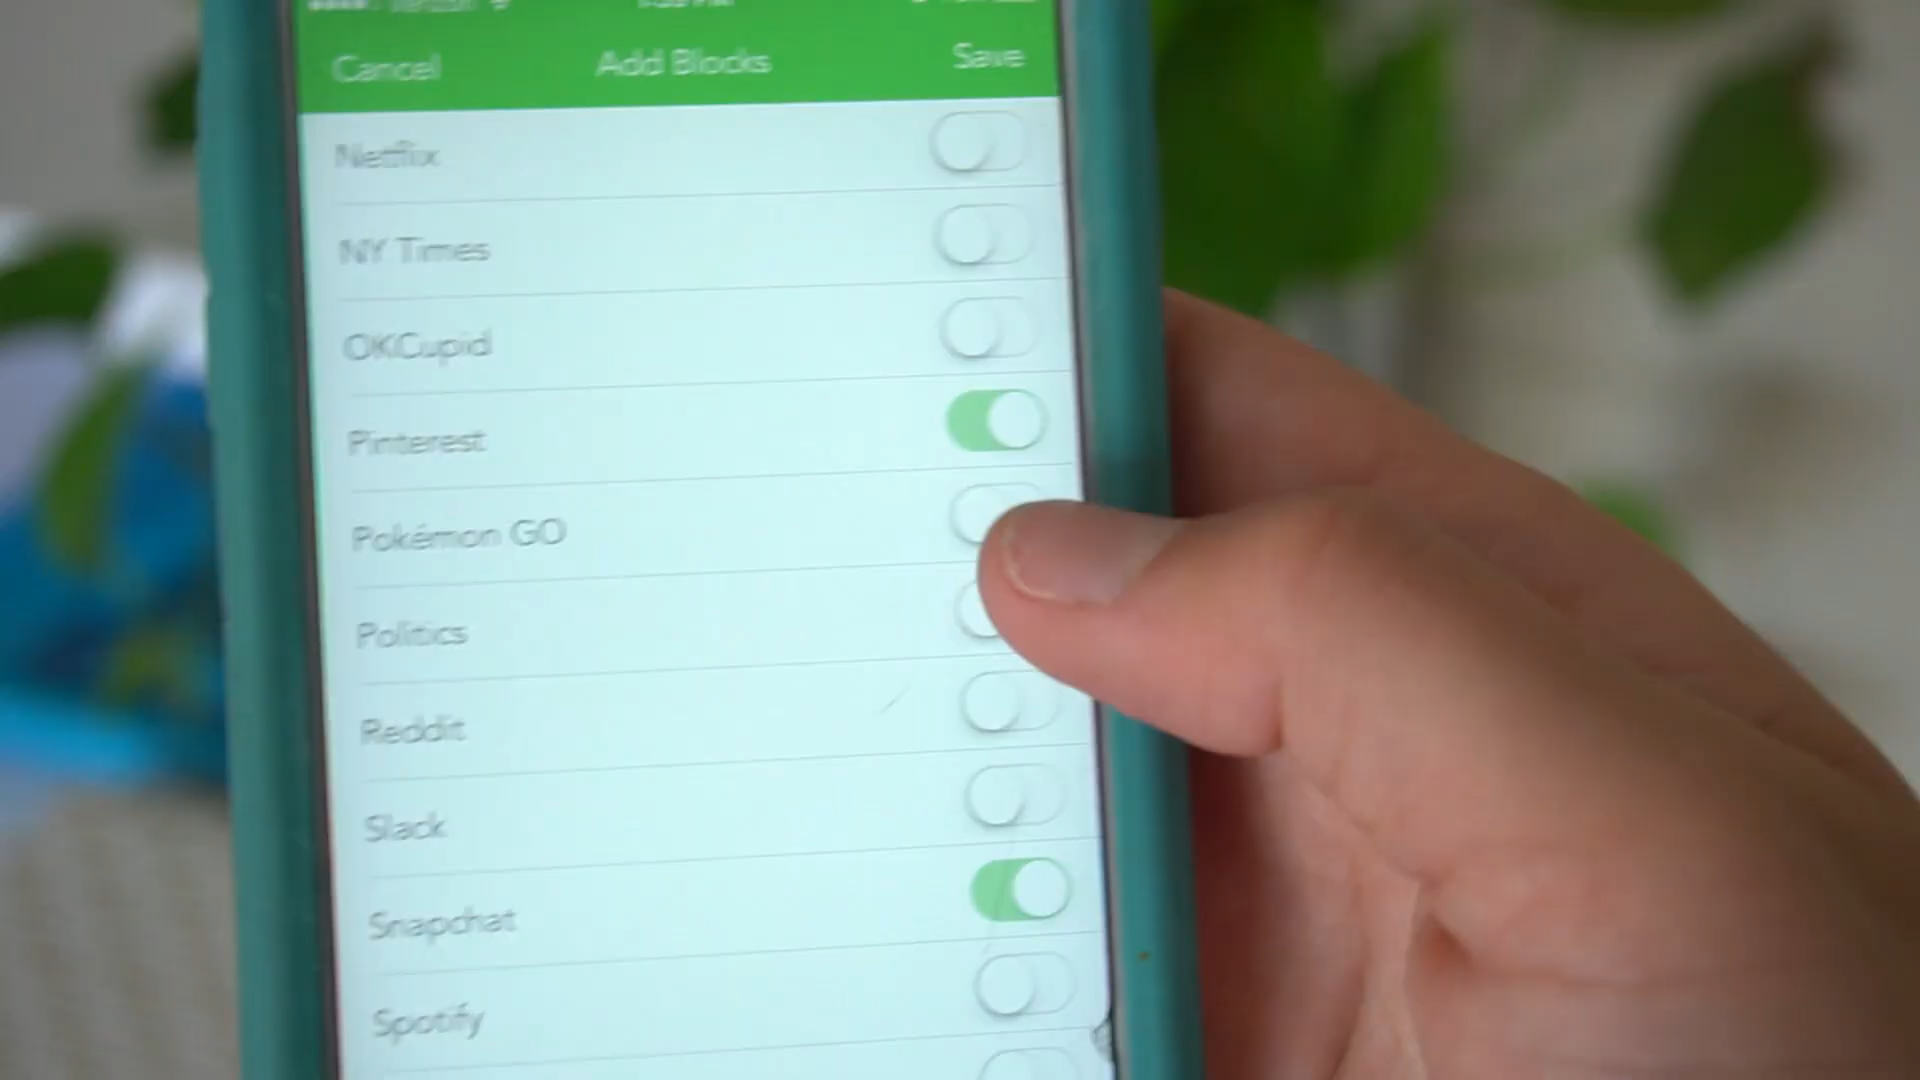 Cancel Add Blocks Save
Netflix
NY Times
OKCupid
Pinterest
Pokémon GO
Politics
Reddit
Slack
Snapchat
Spotify